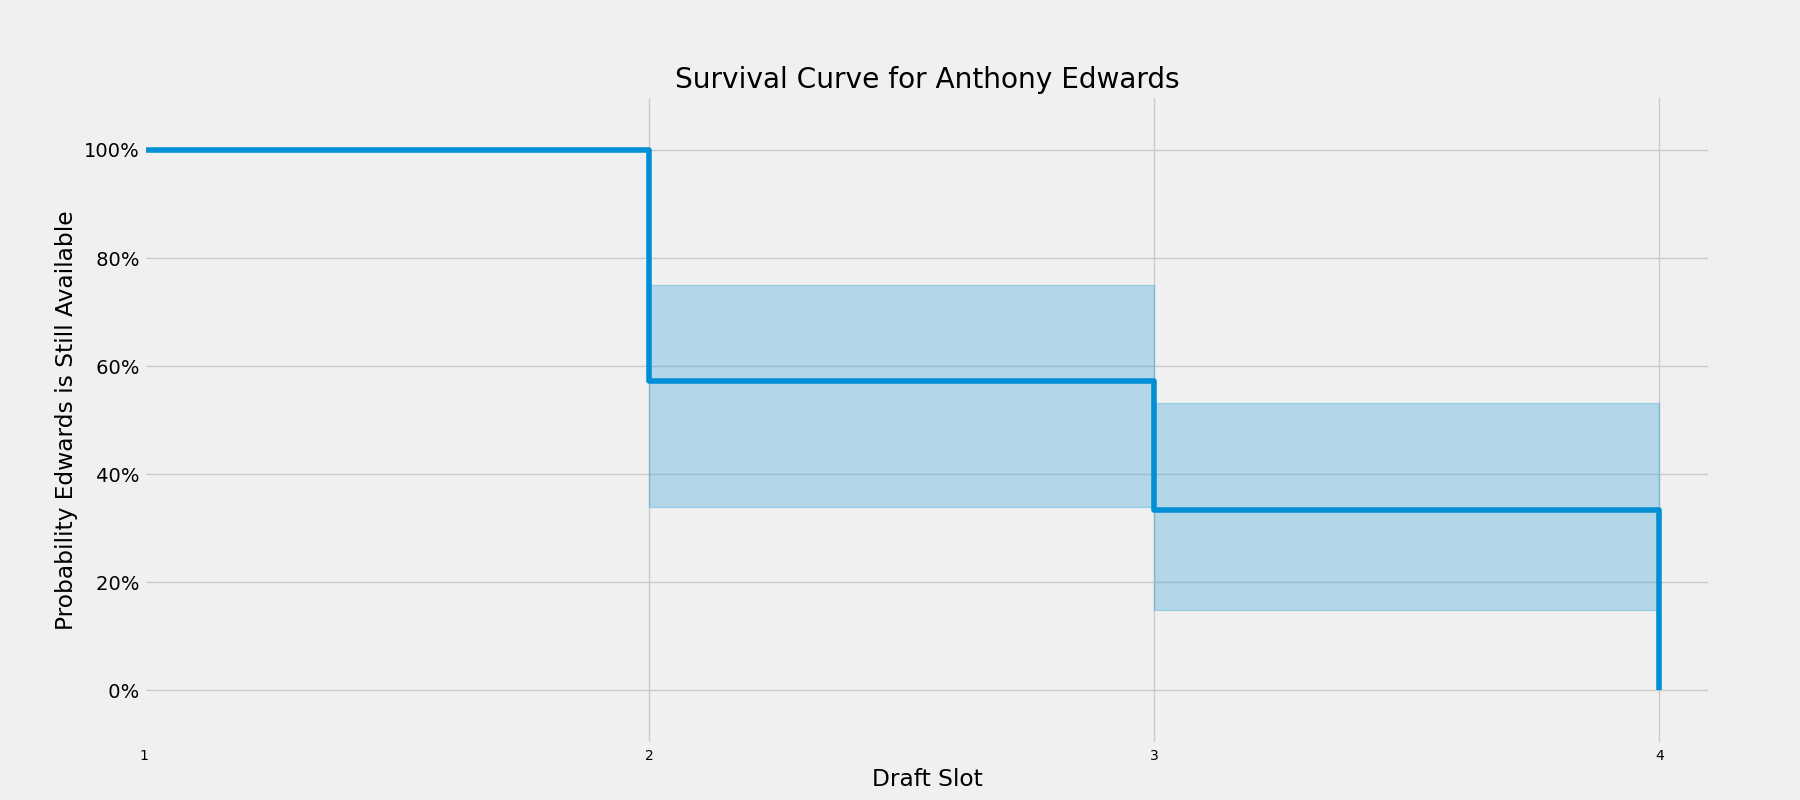 Survival Curve for Anthony Edwards
Probability Edwards is Still Available
100%
80%
60%
40%
20%
0%
1 2 3 4
Draft Slot